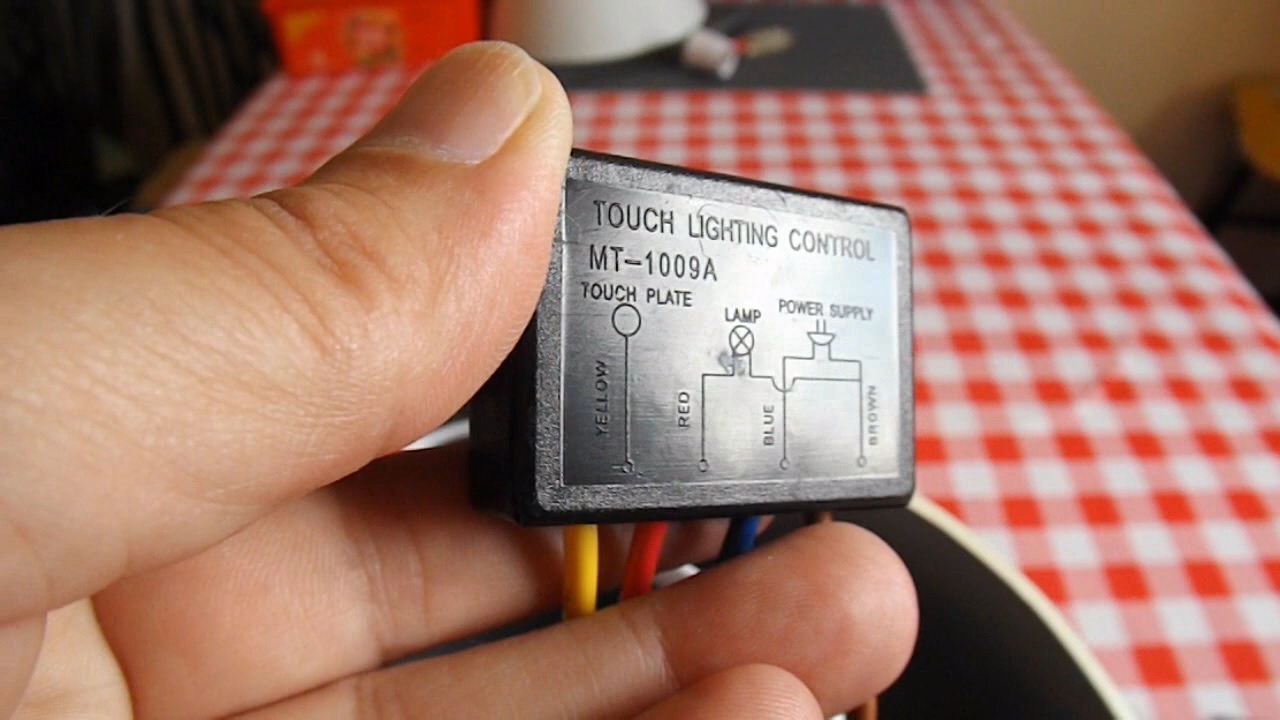 TOUCH LIGHTING CONTROL
MT-1009A
TOUCH PLATE
LAMP
POWER SUPPLY
YELLOW
RED
BLUE
BROWN